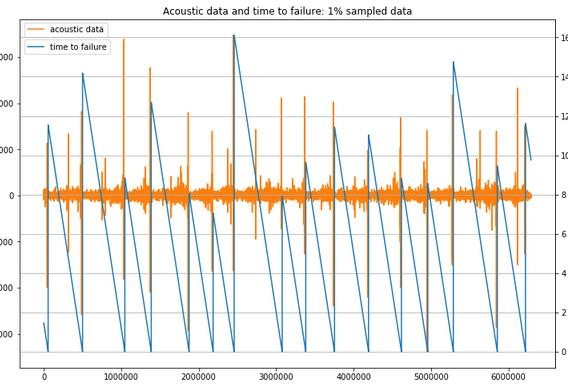 Acoustic data and time to failure: 1% sampled data
acoustic data
time to failure
16
14
12
10
8
6
4
2
0
0
0 1000000 2000000 3000000 4000000 5000000 6000000